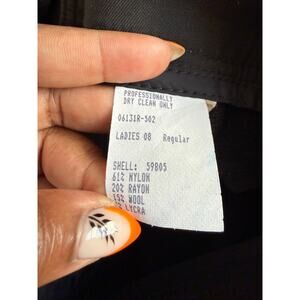 PROFESSIONALLY
DRY CLEAN ONLY
06131R-502
LADIES 08 Regular
SHELL: 59805
61% NYLON
20% RAYON
15% WOOL
LYCRA